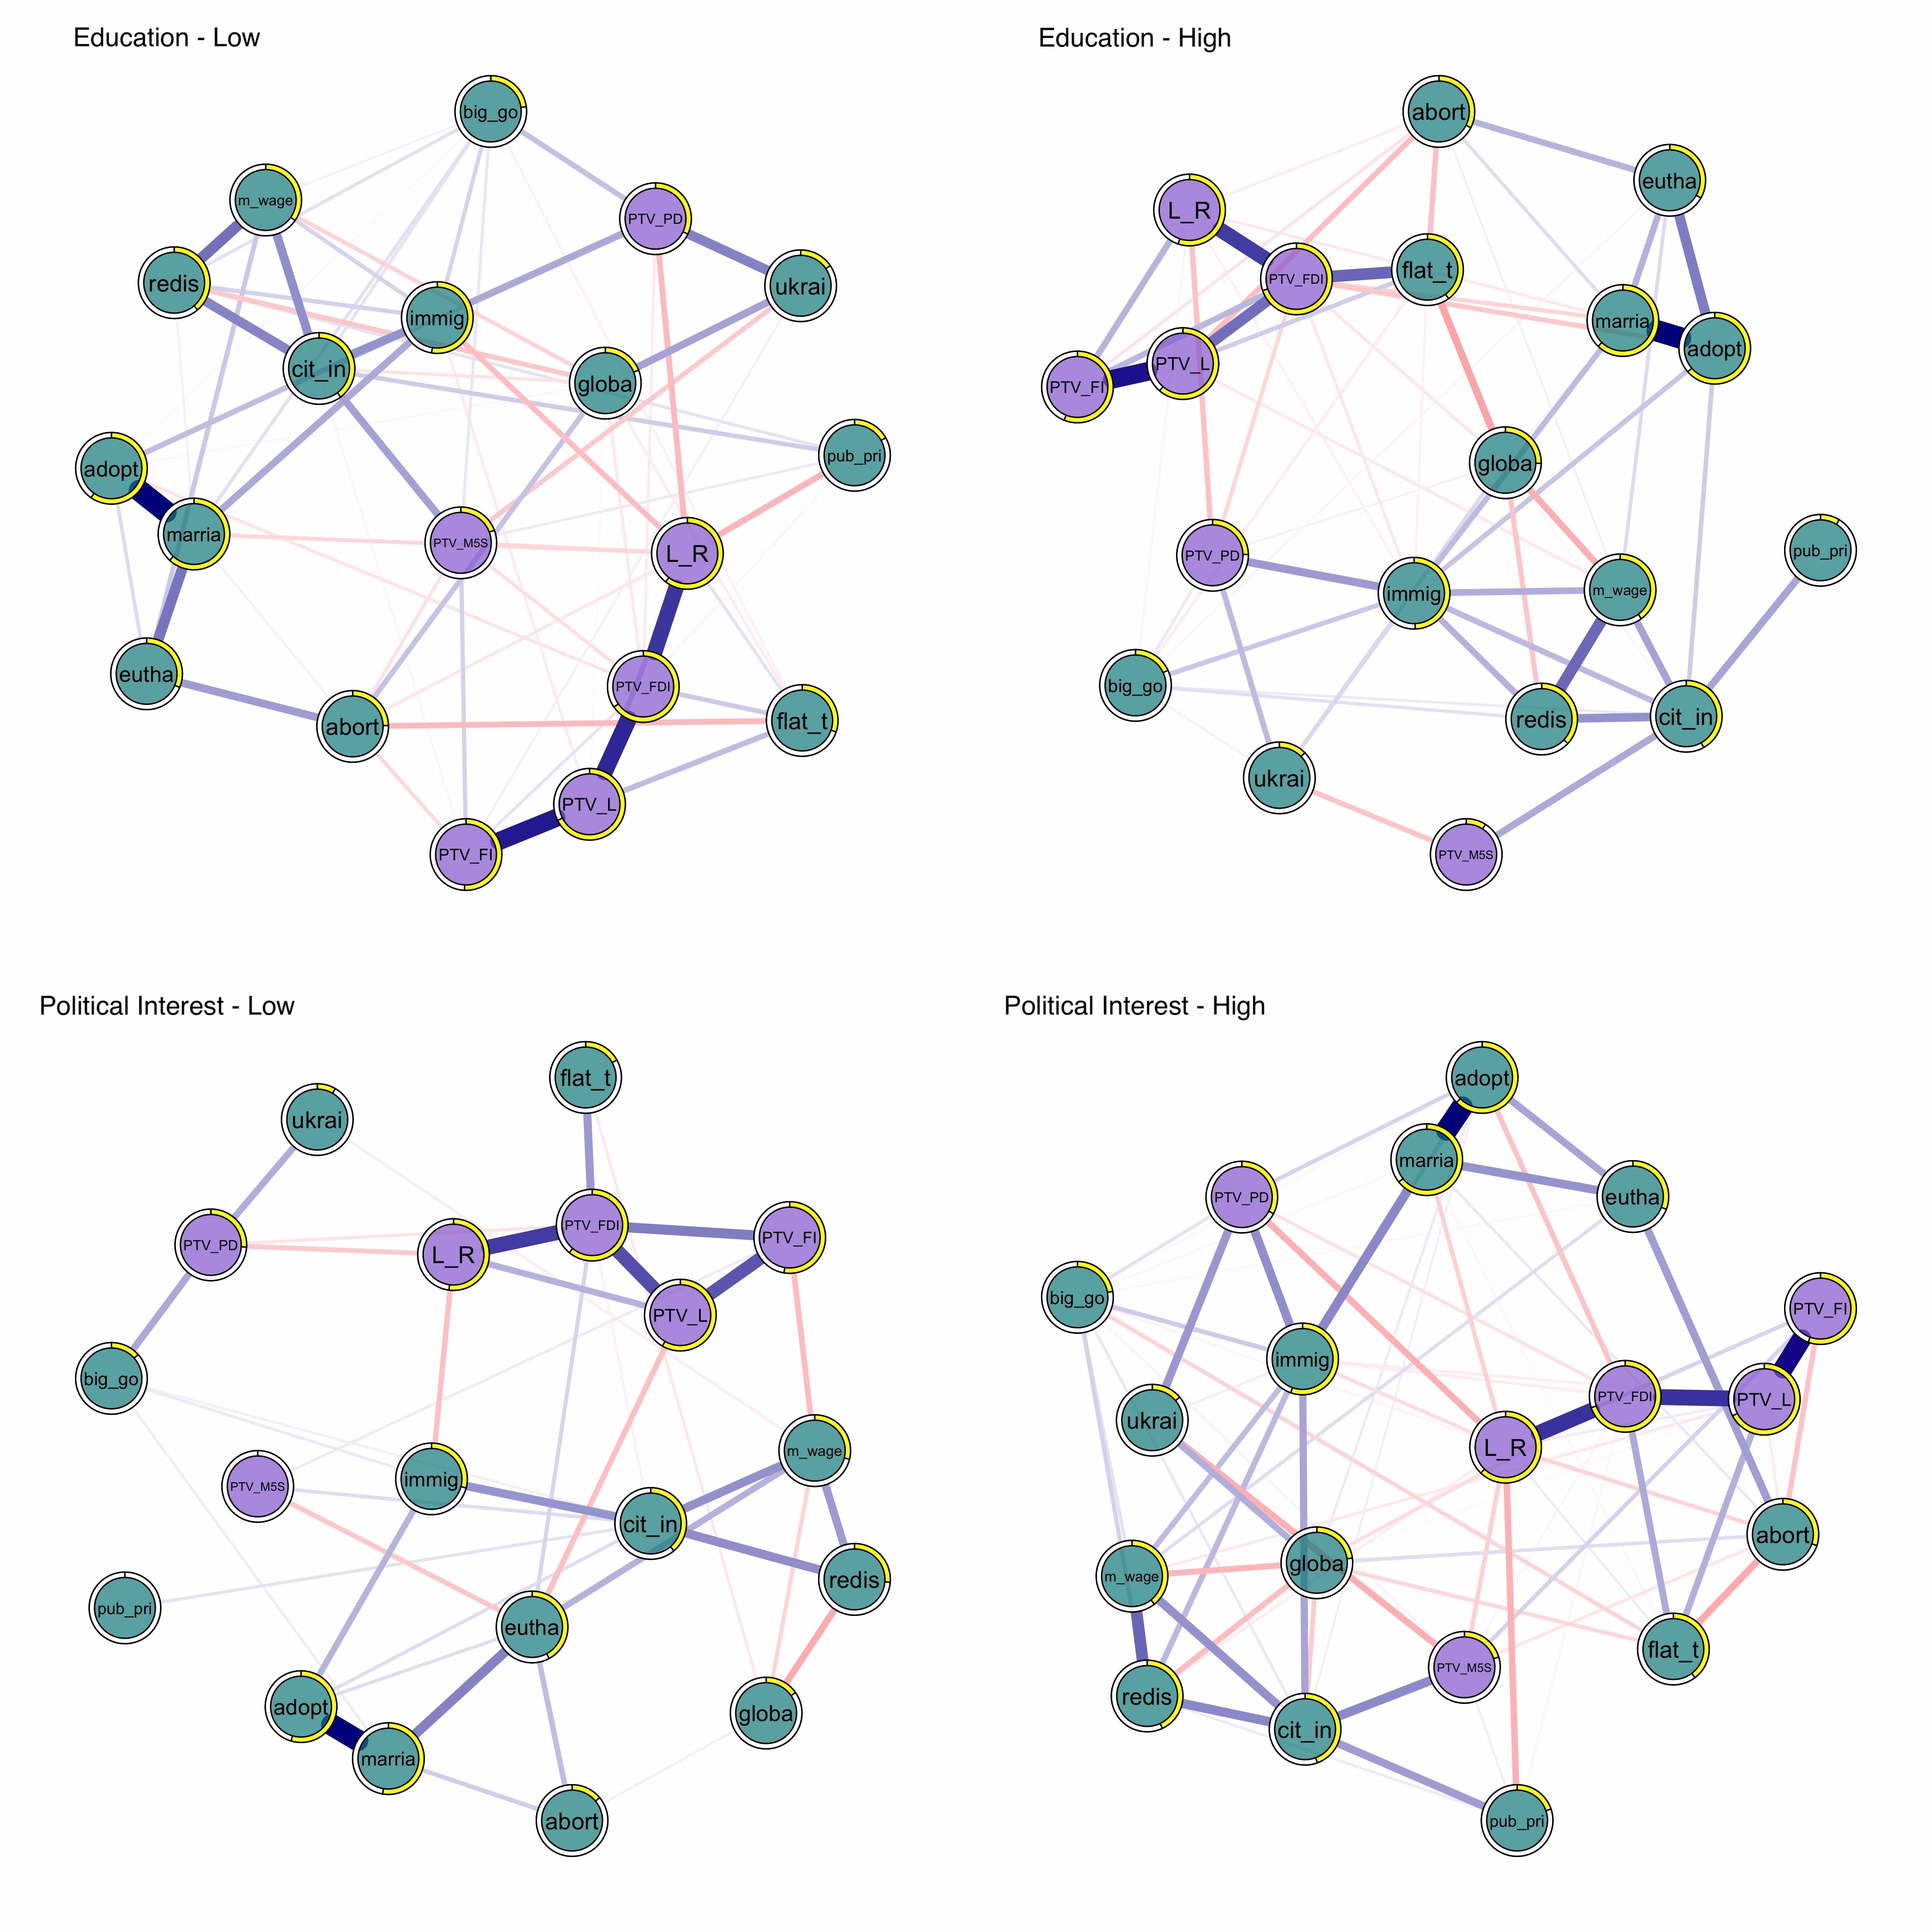 Education - Low
big_go
m_wage
PTV_PD
redis
ukrai
immig
cit_in
globa
pub_pri
adopt
marria
PTV_M5S
L_R
eutha
PTV_FDI
abort
flat_t
PTV_L
PTV_FI
Education - High
abort
eutha
L_R
PTV_FDI
flat_t
marria
adopt
PTV_L
PTV_FI
globa
PTV_PD
pub_pri
immig
m_wage
big_go
redis
cit_in
ukrai
PTV_M5S
Political Interest - Low
flat_t
ukrai
PTV_PD
L_R
PTV_FDI
PTV_FI
PTV_L
big_go
m_wage
PTV_M5S
immig
cit_in
redis
pub_pri
eutha
adopt
globa
marria
abort
Political Interest - High
adopt
marria
PTV_PD
eutha
big_go
PTV_FI
immig
PTV_FDI
PTV_L
ukrai
L_R
abort
globa
m_wage
flat_t
PTV_M5S
redis
cit_in
pub_pri